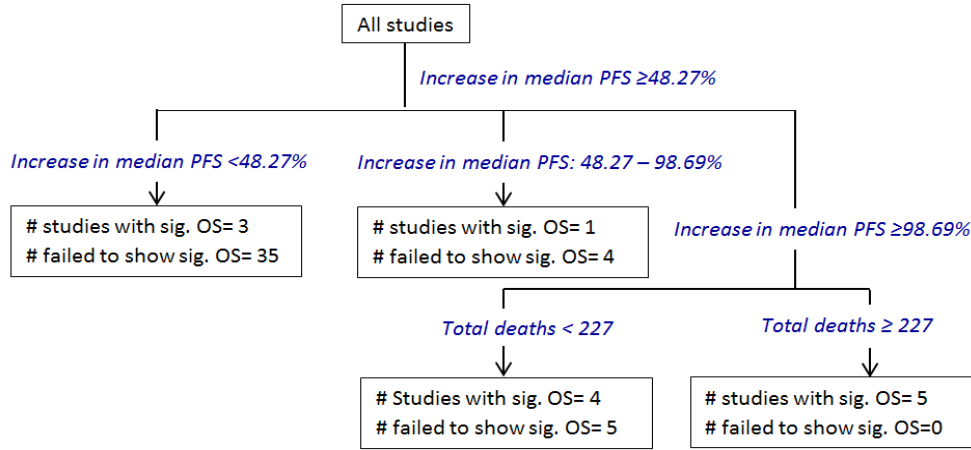 All studies
Increase in median PFS ≥48.27%
Increase in median PFS <48.27%
Increase in median PFS: 48.27 – 98.69%
# studies with sig. OS= 3
# failed to show sig. OS= 35
# studies with sig. OS= 1
# failed to show sig. OS= 4
Increase in median PFS ≥98.69%
Total deaths < 227
Total deaths ≥ 227
# Studies with sig. OS= 4
# failed to show sig. OS= 5
# studies with sig. OS= 5
# failed to show sig. OS=0